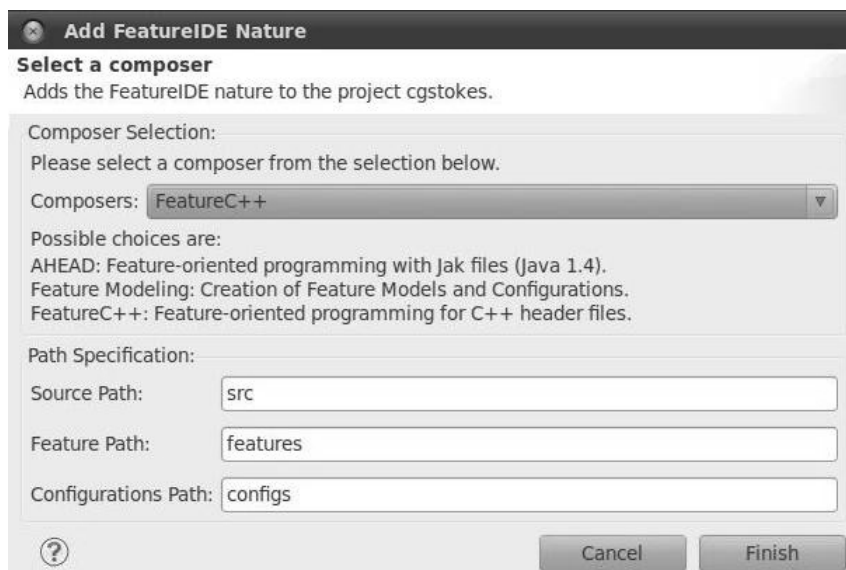 Add FeatureIDE Nature
Select a composer
Adds the FeatureIDE nature to the project cgstokes.
Composer Selection:
Please select a composer from the selection below.
Composers: FeatureC++
Possible choices are:
AHEAD: Feature-oriented programming with Jak files (Java 1.4).
Feature Modeling: Creation of Feature Models and Configurations.
FeatureC++: Feature-oriented programming for C++ header files.
Path Specification:
Source Path: src
Feature Path: features
Configurations Path: configs
? Cancel Finish